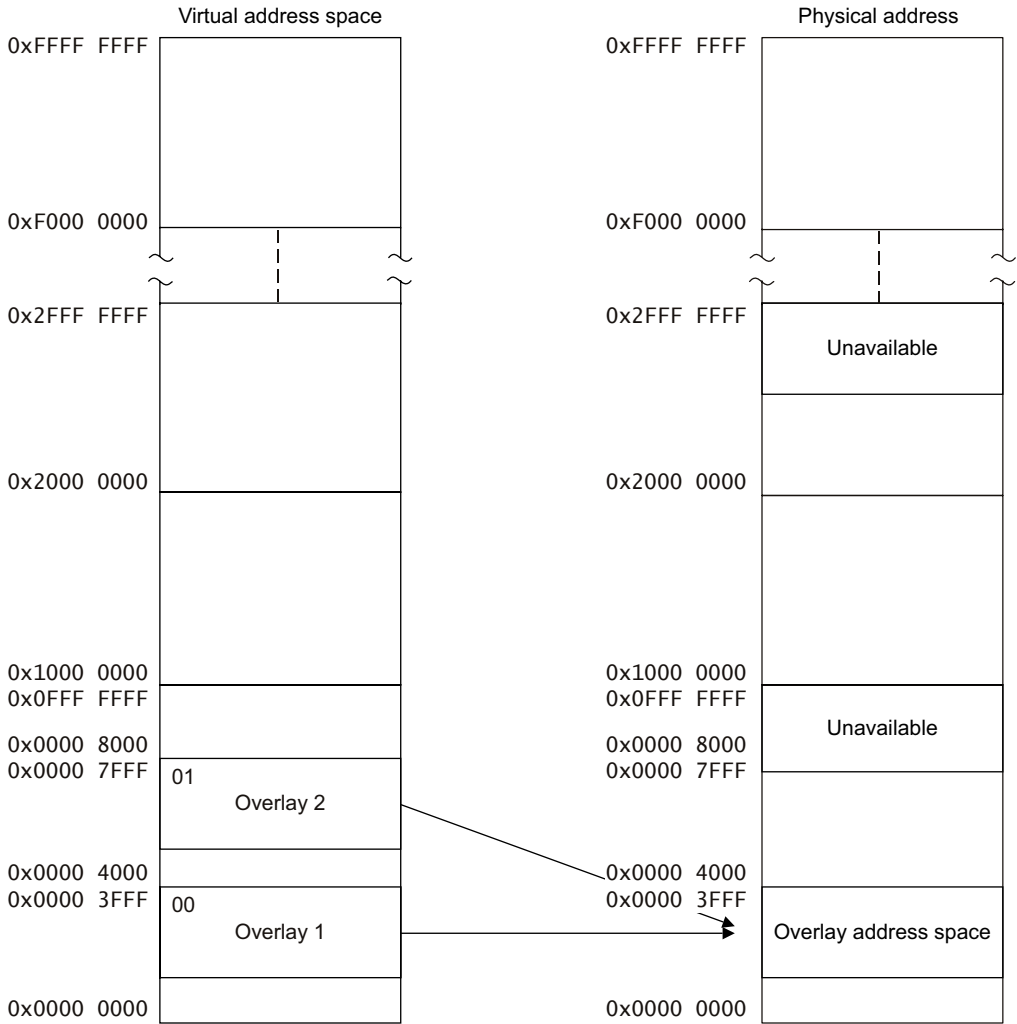 Virtual address space
0xFFFF FFFF
0xF000 0000
0x2FFF FFFF
0x2000 0000
0x1000 0000
0x0FFF FFFF
0x0000 8000
0x0000 7FFF
01
Overlay 2
0x0000 4000
0x0000 3FFF
00
Overlay 1
0x0000 0000
Physical address
0xFFFF FFFF
0xF000 0000
0x2FFF FFFF
Unavailable
0x2000 0000
0x1000 0000
0x0FFF FFFF
Unavailable
0x0000 8000
0x0000 7FFF
0x0000 4000
0x0000 3FFF
Overlay address space
0x0000 0000